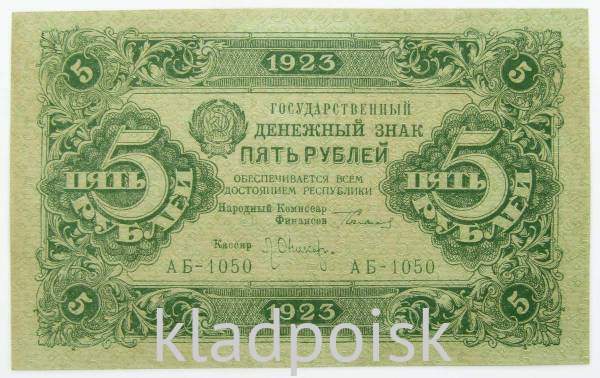 5 1923 5
ГОСУДАРСТВЕННЫЙ
ДЕНЕЖНЫЙ ЗНАК
ПЯТЬ РУБЛЕЙ
ОБЕСПЕЧИВАЕТСЯ ВСЕМ
ДОСТОЯНИЕМ РЕСПУБЛИКИ
5 ПЯТЬ РУБЛЕЙ
5 ПЯТЬ РУБЛЕЙ
Народный Комиссар
Финансов
Кассир
АБ-1050 АБ-1050
5 1923 5
kladpoisk